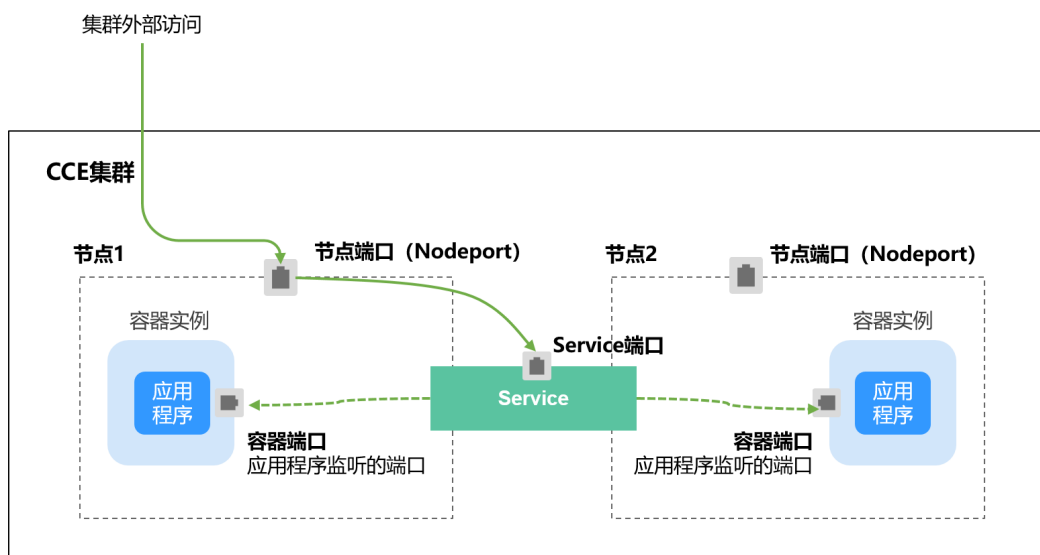 集群外部访问
CCE集群
节点1
节点端口（Nodeport）
节点2
节点端口（Nodeport）
容器实例
容器实例
Service端口
应用
程序
Service
应用
程序
容器端口
应用程序监听的端口
容器端口
应用程序监听的端口